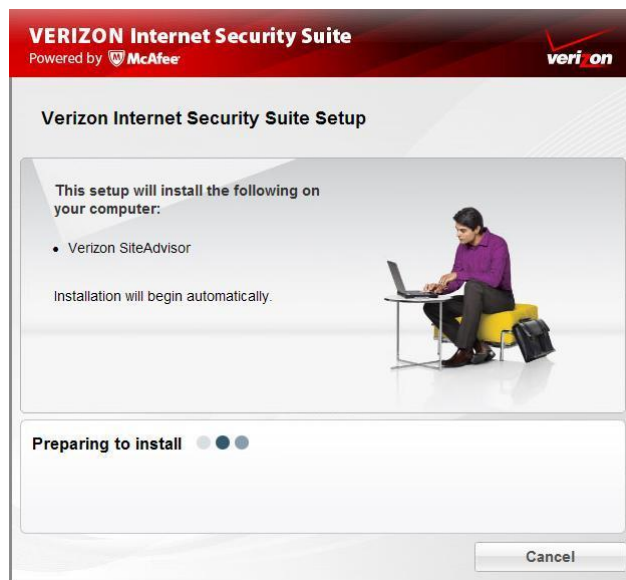 VERIZON Internet Security Suite
Powered by McAfee
verizon
Verizon Internet Security Suite Setup
This setup will install the following on
your computer:
• Verizon SiteAdvisor
Installation will begin automatically.
Preparing to install
Cancel